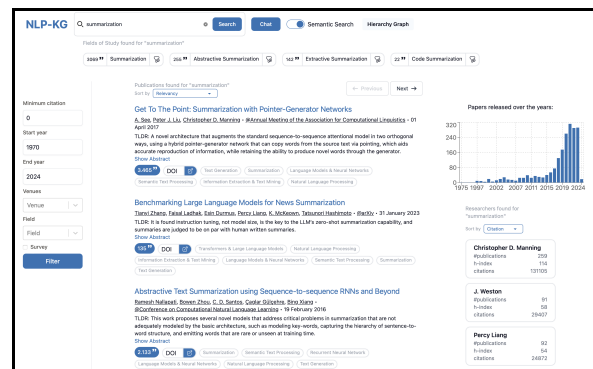 NLP-KG
summarization
Search
Chat
Semantic Search
Hierarchy Graph
Fields of Study found for "summarization"
3069 Summarization
255 Abstractive Summarization
142 Extractive Summarization
22 Code Summarization
Publications found for "summarization"
Sort by Relevancy
← Previous
Next →
Minimum citation
0
Start year
1970
End year
2024
Venues
Venue
Field
Field
Survey
Filter
Get To The Point: Summarization with Pointer-Generator Networks
A. See, Peter J. Liu, Christopher D. Manning • @Annual Meeting of the Association for Computational Linguistics • 01
April 2017
TLDR: A novel architecture that augments the standard sequence-to-sequence attentional model in two orthogonal
ways, using a hybrid pointer-generator network that can copy words from the source text via pointing, which aids
accurate reproduction of information, while retaining the ability to produce novel words through the generator.
Show Abstract
3,465 DOI
Text Generation
Summarization
Language Models & Neural Networks
Semantic Text Processing
Information Extraction & Text Mining
Natural Language Processing
Benchmarking Large Language Models for News Summarization
Tianyi Zhang, Faisal Ladhak, Esin Durmus, Percy Liang, K. McKeown, Tatsunori Hashimoto • @arXiv • 31 January 2023
TLDR: It is found instruction tuning, not model size, is the key to the LLM's zero-shot summarization capability, and
summaries are judged to be on par with human written summaries.
Show Abstract
135 DOI
Transformers & Large Language Models
Natural Language Processing
Information Extraction & Text Mining
Language Models & Neural Networks
Semantic Text Processing
Summarization
Text Generation
Abstractive Text Summarization using Sequence-to-sequence RNNs and Beyond
Ramesh Nallapati, Bowen Zhou, C. D. Santos, Çaglar Gülçehre, Bing Xiang •
@Conference on Computational Natural Language Learning • 19 February 2016
TLDR: This work proposes several novel models that address critical problems in summarization that are not
adequately modeled by the basic architecture, such as modeling key-words, capturing the hierarchy of sentence-to-
word structure, and emitting words that are rare or unseen at training time.
Show Abstract
2,133 DOI
Summarization
Semantic Text Processing
Recurrent Neural Network
Language Models & Neural Networks
Natural Language Processing
Text Generation
Papers released over the years:
320
240
160
80
0
1975 1997 2002 2007 2011 2015 2019 2024
Researchers found for
"summarization"
Sort by Citation
Christopher D. Manning
#publications 259
h-index 114
citations 131105
J. Weston
#publications 91
h-index 58
citations 29407
Percy Liang
#publications 92
h-index 54
citations 24872